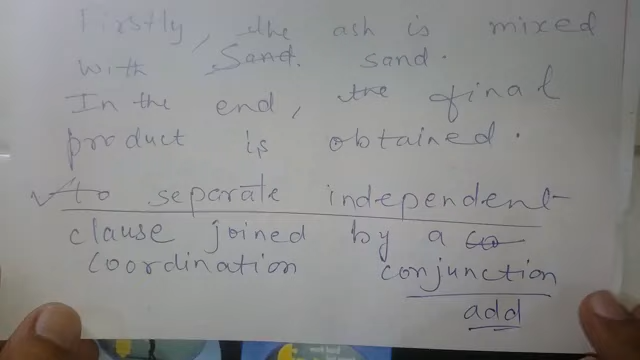 Firstly, the ash is mixed
with Sand. sand.
In the end, the final
product is obtained.
to separate independent
clause joined by a co
coordination conjunction
add